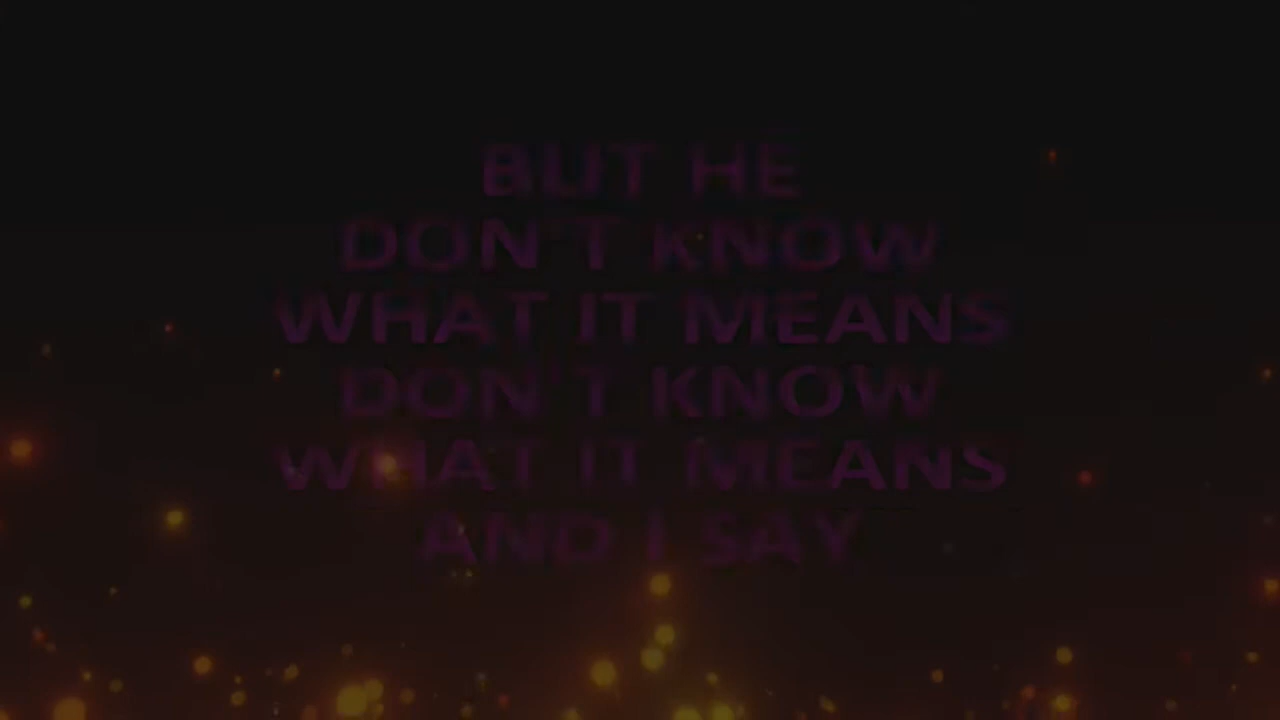 BUT HE
DON'T KNOW
WHAT IT MEANS
DON'T KNOW
WHAT IT MEANS
AND I SAY